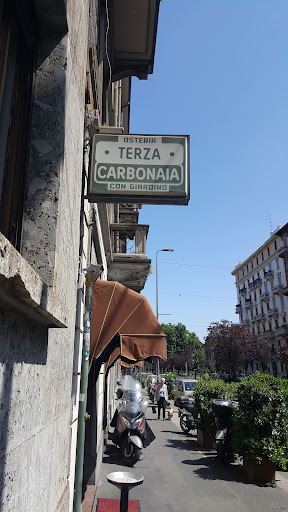 OSTERIA
• TERZA •
CARBONAIA
CON GIARDINO